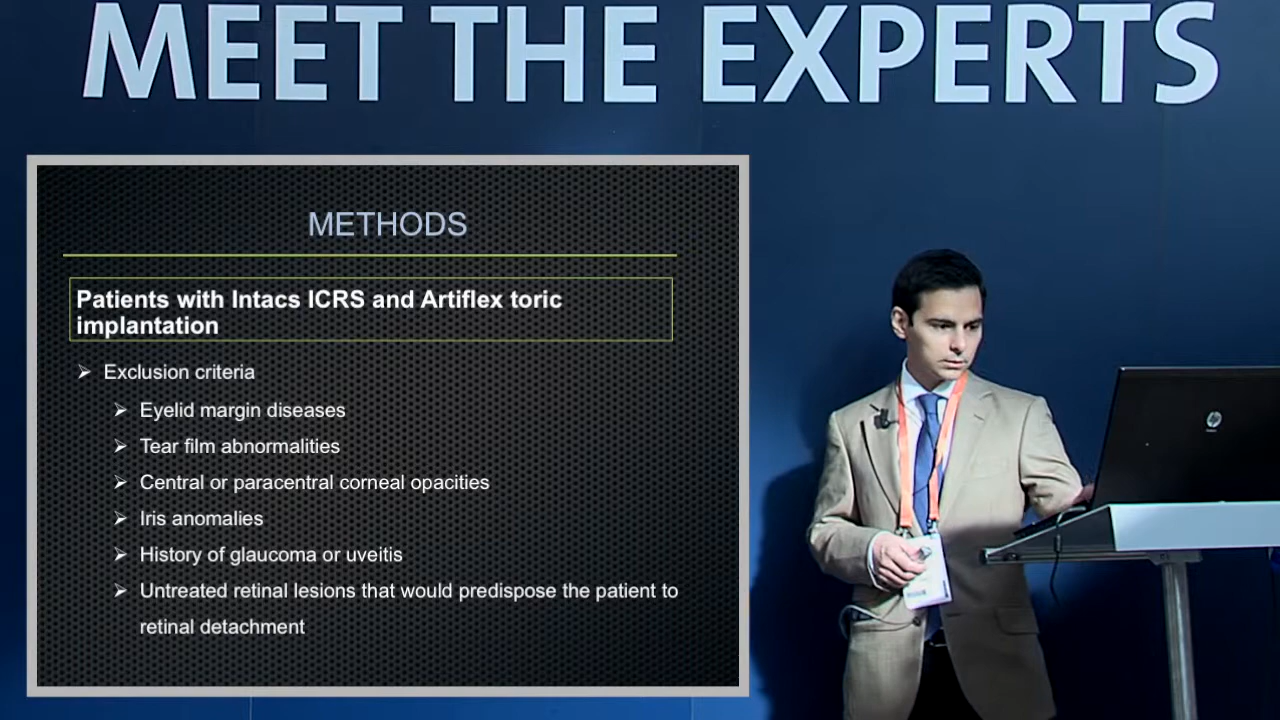 MEET THE EXPERTS
METHODS
Patients with Intacs ICRS and Artiflex toric
implantation
➢ Exclusion criteria
➢ Eyelid margin diseases
➢ Tear film abnormalities
➢ Central or paracentral corneal opacities
➢ Iris anomalies
➢ History of glaucoma or uveitis
➢ Untreated retinal lesions that would predispose the patient to
retinal detachment
hp